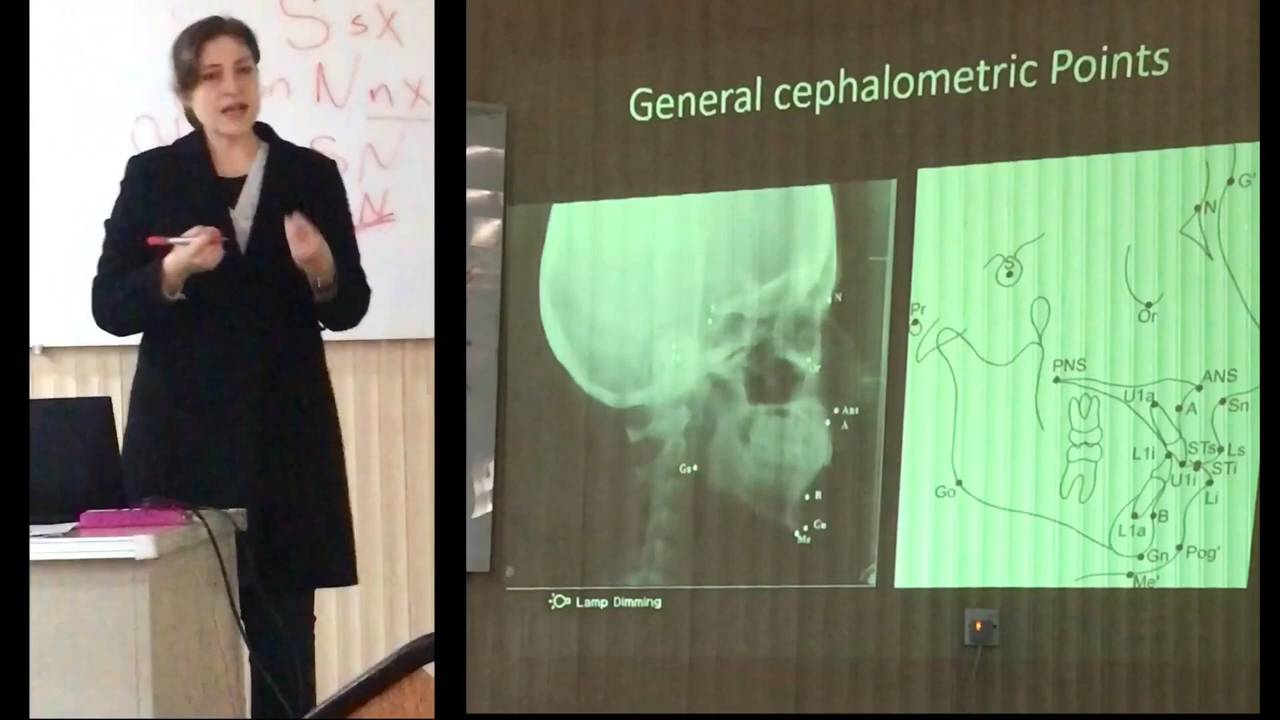 S s x
n N n x
S N
N
General cephalometric Points
N
Ans
A
Go
B
Gn
Me
Lamp Dimming
G'
N
S
Or
Pr
PNS
ANS
U1a
A
Sn
L1i
STs
Ls
STi
U1i
Li
Go
L1a
B
Gn
Pog'
Me'